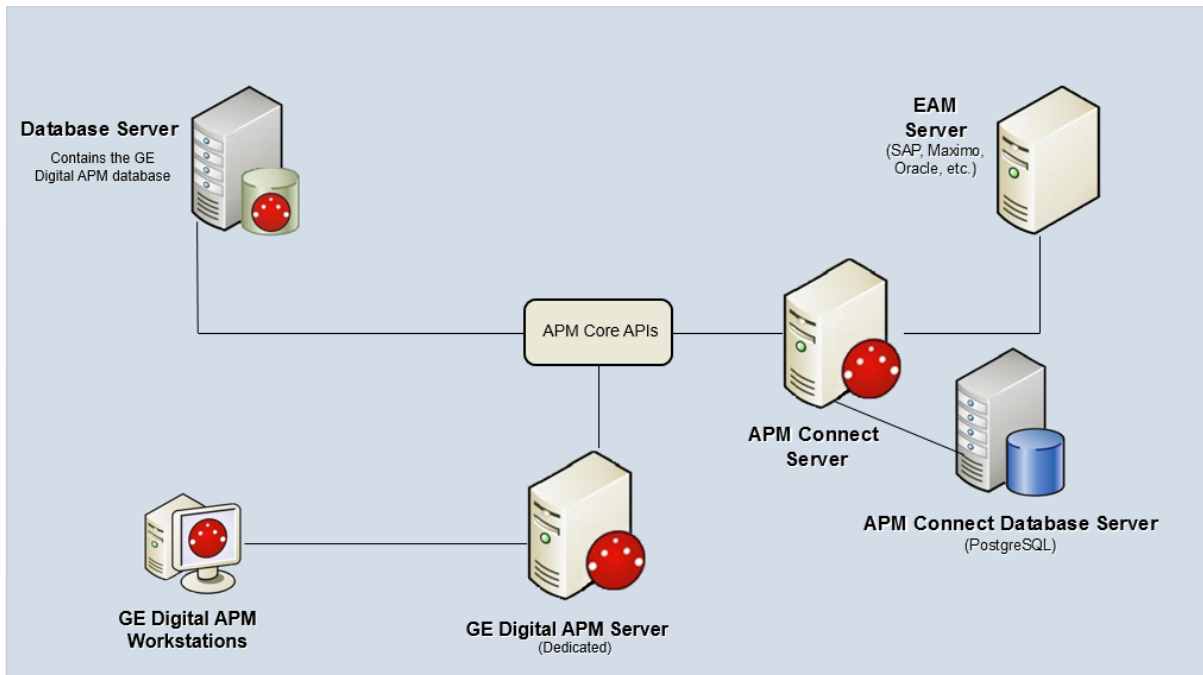 Database Server
Contains the GE
Digital APM database
EAM
Server
(SAP, Maximo,
Oracle, etc.)
APM Core APIs
APM Connect
Server
APM Connect Database Server
(PostgreSQL)
GE Digital APM
Workstations
GE Digital APM Server
(Dedicated)